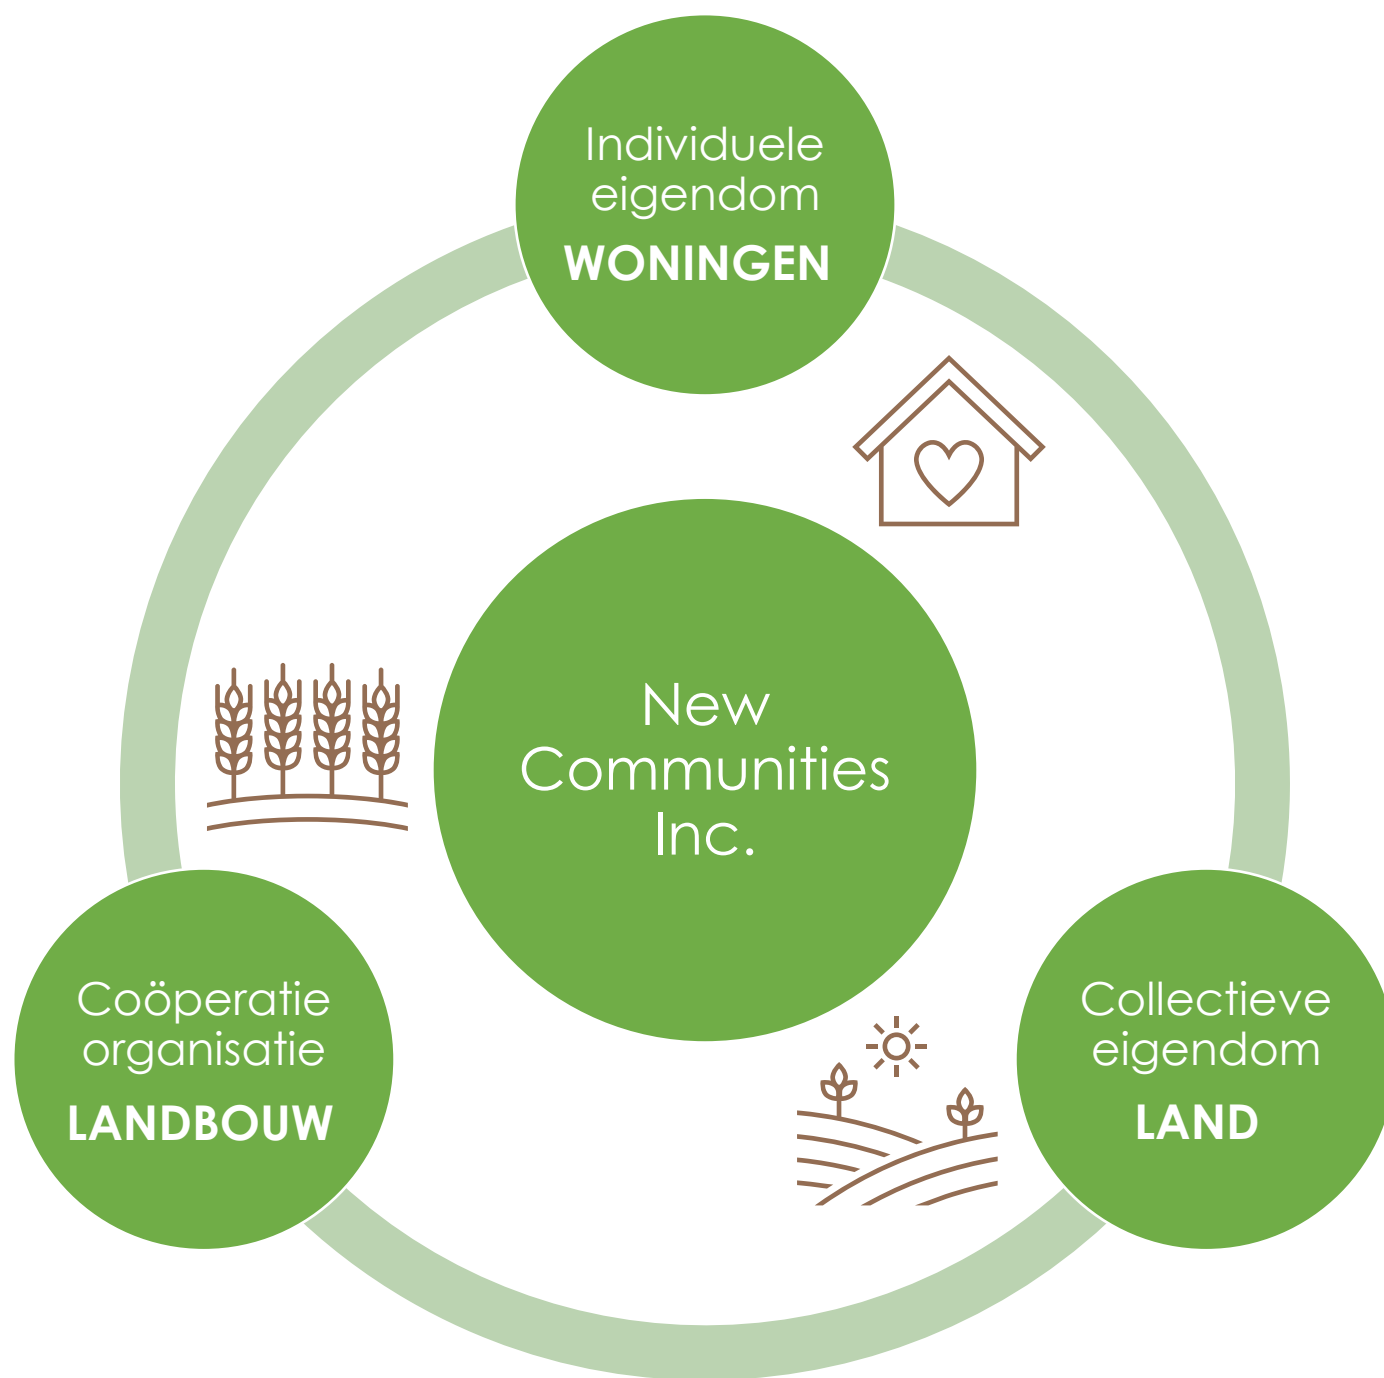 Individuele
eigendom
WONINGEN
New
Communities
Inc.
Coöperatie
organisatie
LANDBOUW
Collectieve
eigendom
LAND